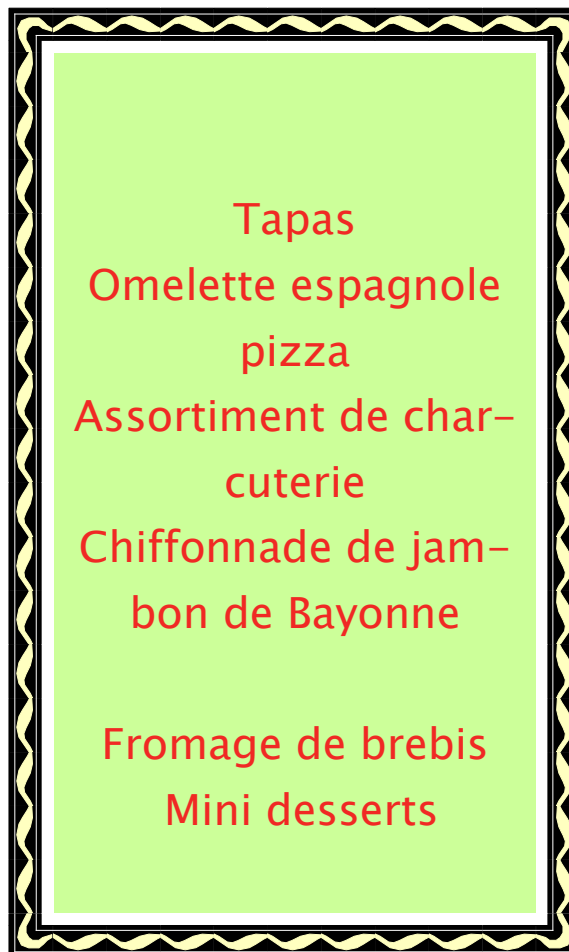 Tapas
Omelette espagnole
pizza
Assortiment de char-
cuterie
Chiffonnade de jam-
bon de Bayonne
Fromage de brebis
Mini desserts